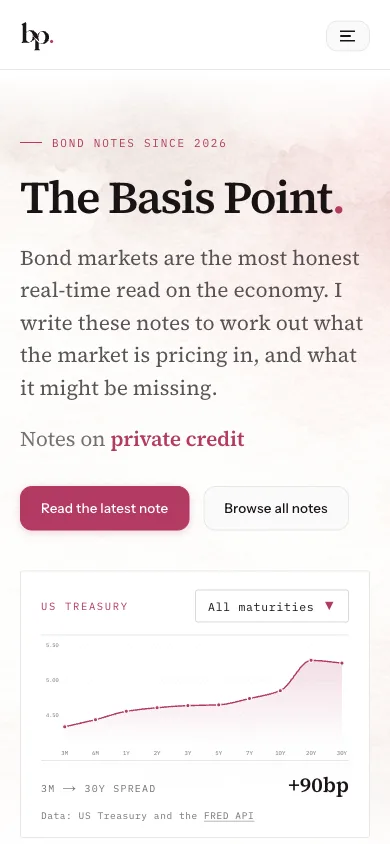 bp.
BOND NOTES SINCE 2026
The Basis Point.
Bond markets are the most honest
real-time read on the economy. I
write these notes to work out what
the market is pricing in, and what
it might be missing.
Notes on private credit
Read the latest note
Browse all notes
US TREASURY
All maturities ▼
5.50
5.00
4.50
3M 6M 1Y 2Y 3Y 5Y 7Y 10Y 20Y 30Y
3M → 30Y SPREAD
+90bp
Data: US Treasury and the FRED API